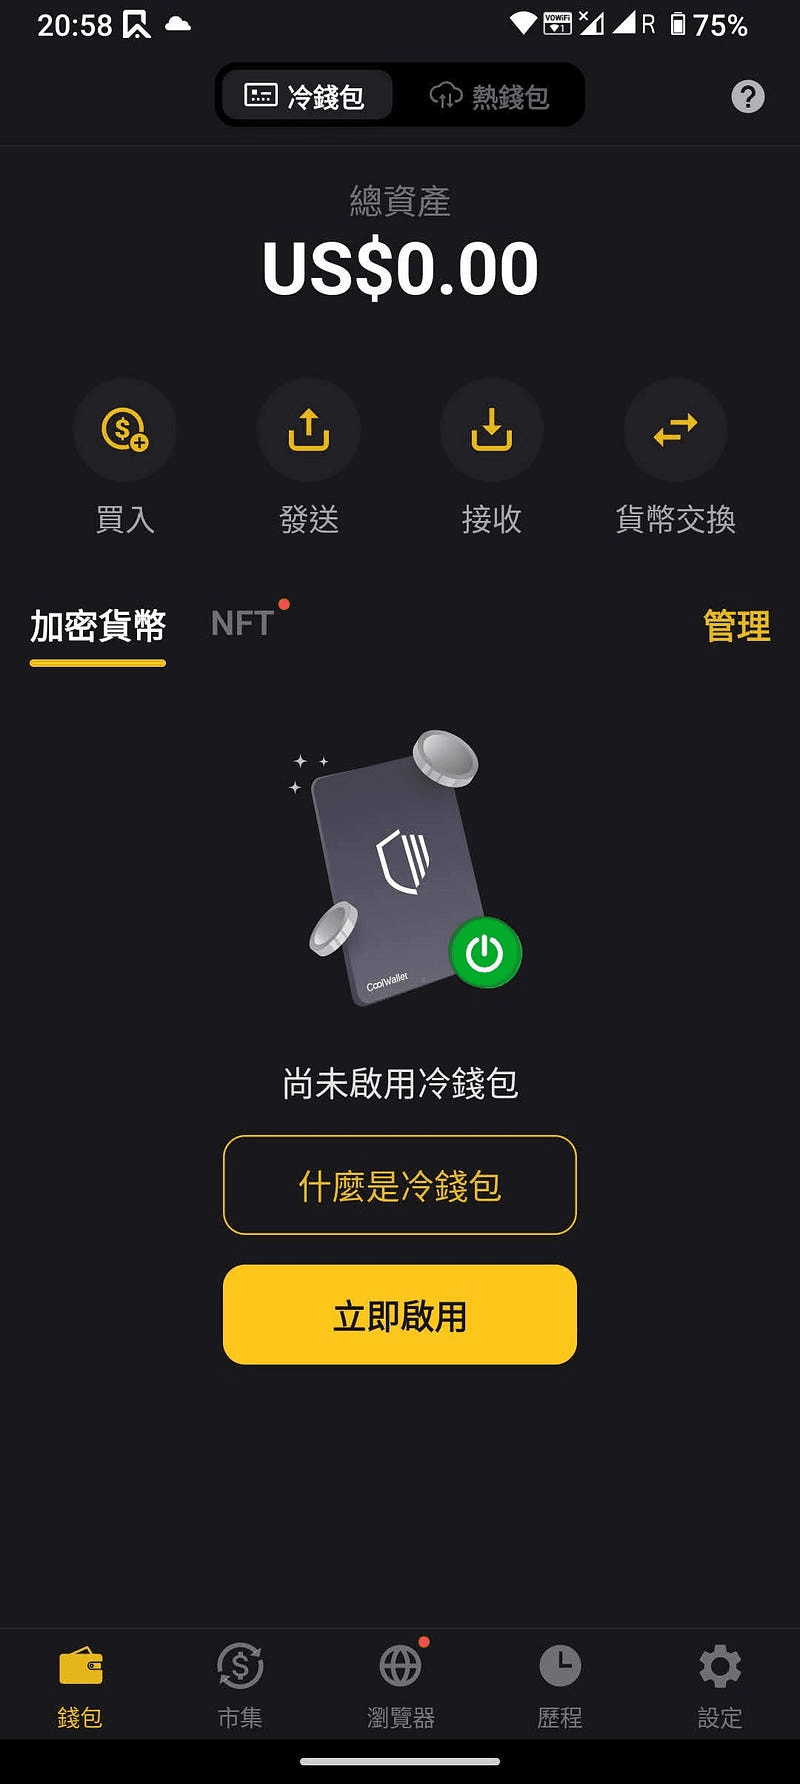 20:58 VoWiFi 1 R 75%
冷錢包 熱錢包 ?
總資產
US$0.00
買入 發送 接收 貨幣交換
加密貨幣 NFT 管理
CoolWallet
尚未啟用冷錢包
什麼是冷錢包
立即啟用
錢包 市集 瀏覽器 歷程 設定